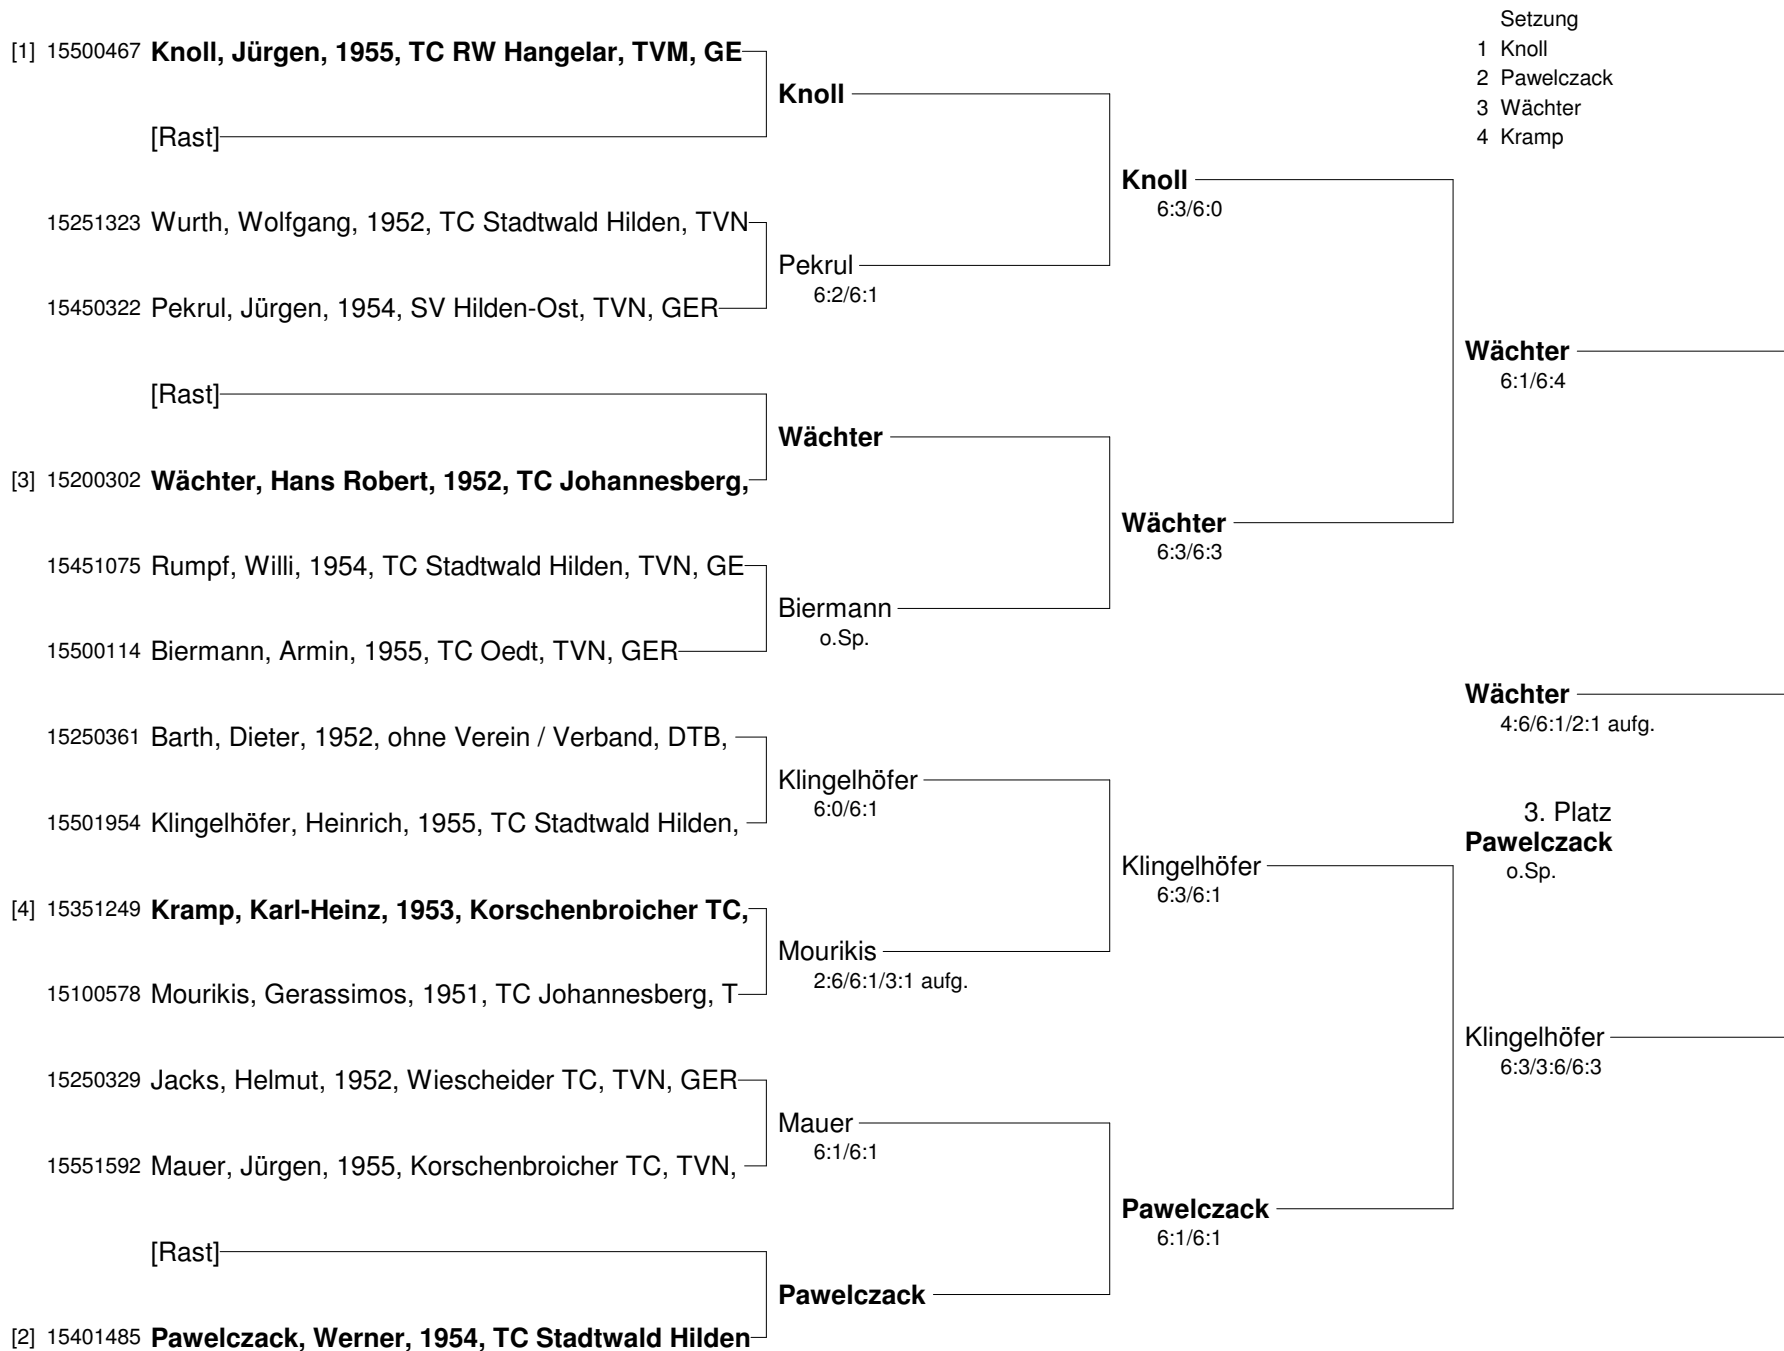 Setzung
1 Knoll
2 Pawelczack
3 Wächter
4 Kramp
[1] 15500467 Knoll, Jürgen, 1955, TC RW Hangelar, TVM, GE
[Rast]
15251323 Wurth, Wolfgang, 1952, TC Stadtwald Hilden, TVN
15450322 Pekrul, Jürgen, 1954, SV Hilden-Ost, TVN, GER
[Rast]
[3] 15200302 Wächter, Hans Robert, 1952, TC Johannesberg,
15451075 Rumpf, Willi, 1954, TC Stadtwald Hilden, TVN, GE
15500114 Biermann, Armin, 1955, TC Oedt, TVN, GER
15250361 Barth, Dieter, 1952, ohne Verein / Verband, DTB,
15501954 Klingelhöfer, Heinrich, 1955, TC Stadtwald Hilden,
[4] 15351249 Kramp, Karl-Heinz, 1953, Korschenbroicher TC,
15100578 Mourikis, Gerassimos, 1951, TC Johannesberg, T
15250329 Jacks, Helmut, 1952, Wiescheider TC, TVN, GER
15551592 Mauer, Jürgen, 1955, Korschenbroicher TC, TVN,
[Rast]
[2] 15401485 Pawelczack, Werner, 1954, TC Stadtwald Hilden
Knoll
Pekrul
6:2/6:1
Wächter
Biermann
o.Sp.
Klingelhöfer
6:0/6:1
Mourikis
2:6/6:1/3:1 aufg.
Mauer
6:1/6:1
Pawelczack
Knoll
6:3/6:0
Wächter
6:3/6:3
Klingelhöfer
6:3/6:1
Pawelczack
6:1/6:1
Wächter
6:1/6:4
Wächter
4:6/6:1/2:1 aufg.
3. Platz
Pawelczack
o.Sp.
Klingelhöfer
6:3/3:6/6:3